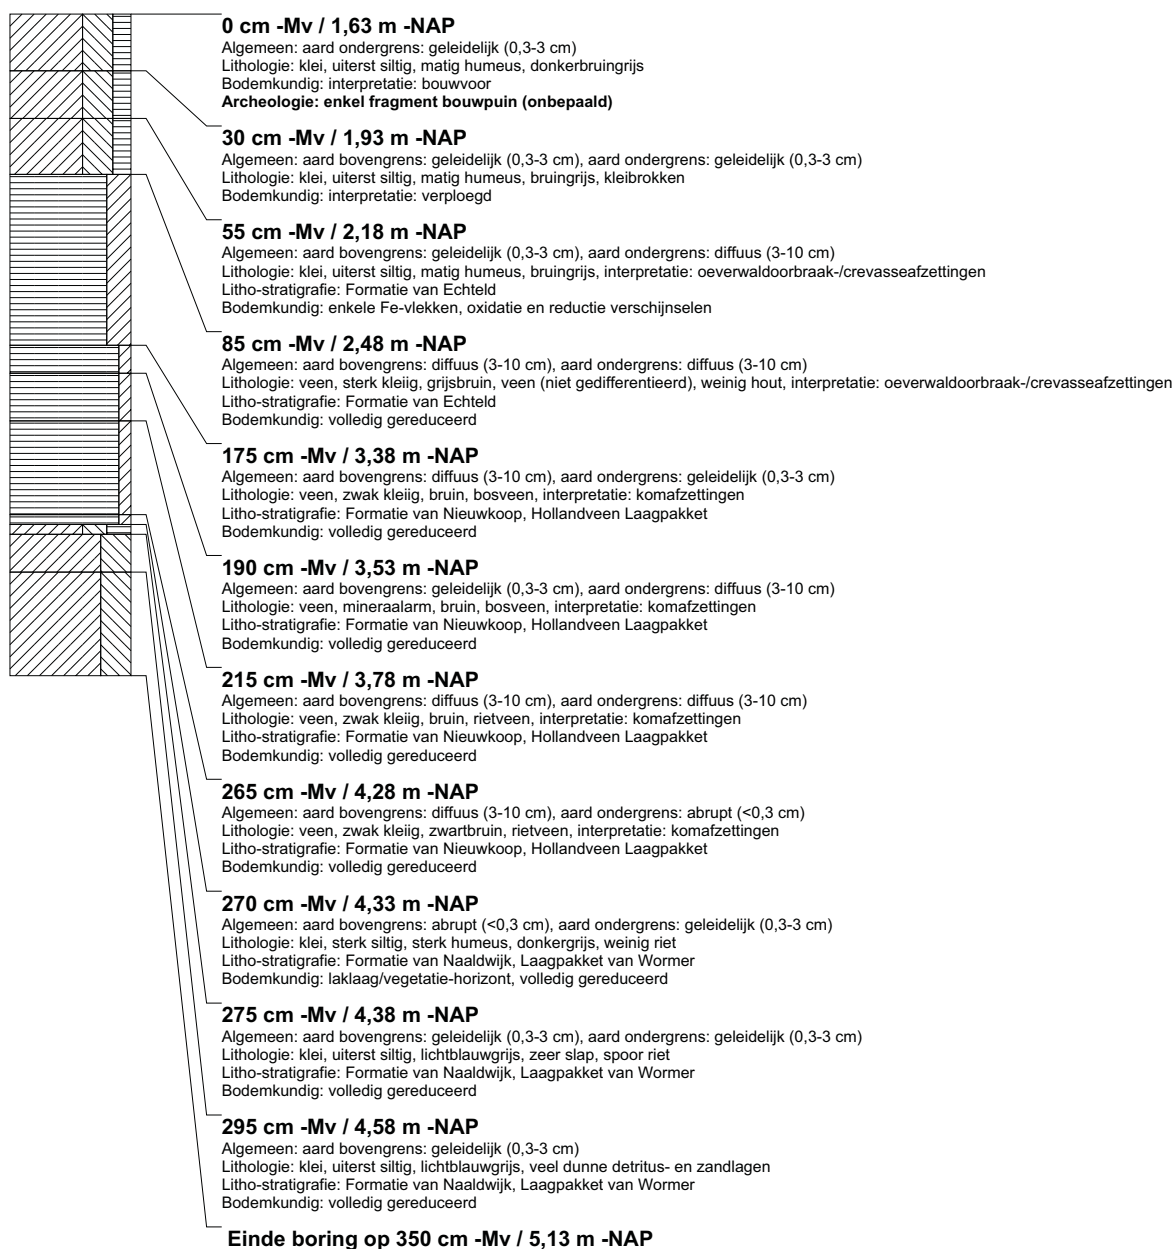 0 cm -Mv / 1,63 m -NAP
Algemeen: aard ondergrens: geleidelijk (0,3-3 cm)
Lithologie: klei, uiterst siltig, matig humeus, donkerbruingrijs
Bodemkundig: interpretatie: bouwvoor
Archeologie: enkel fragment bouwpuin (onbepaald)
30 cm -Mv / 1,93 m -NAP
Algemeen: aard bovengrens: geleidelijk (0,3-3 cm), aard ondergrens: geleidelijk (0,3-3 cm)
Lithologie: klei, uiterst siltig, matig humeus, bruingrijs, kleibrokken
Bodemkundig: interpretatie: verploegd
55 cm -Mv / 2,18 m -NAP
Algemeen: aard bovengrens: geleidelijk (0,3-3 cm), aard ondergrens: diffuus (3-10 cm)
Lithologie: klei, uiterst siltig, matig humeus, bruingrijs, interpretatie: oeverwaldoorbraak-/crevasseafzettingen
Litho-stratigrafie: Formatie van Echteld
Bodemkundig: enkele Fe-vlekken, oxidatie en reductie verschijnselen
85 cm -Mv / 2,48 m -NAP
Algemeen: aard bovengrens: diffuus (3-10 cm), aard ondergrens: diffuus (3-10 cm)
Lithologie: veen, sterk kleiig, grijsbruin, veen (niet gedifferentieerd), weinig hout, interpretatie: oeverwaldoorbraak-/crevasseafzettingen
Litho-stratigrafie: Formatie van Echteld
Bodemkundig: volledig gereduceerd
175 cm -Mv / 3,38 m -NAP
Algemeen: aard bovengrens: diffuus (3-10 cm), aard ondergrens: geleidelijk (0,3-3 cm)
Lithologie: veen, zwak kleiig, bruin, bosveen, interpretatie: komafzettingen
Litho-stratigrafie: Formatie van Nieuwkoop, Hollandveen Laagpakket
Bodemkundig: volledig gereduceerd
190 cm -Mv / 3,53 m -NAP
Algemeen: aard bovengrens: geleidelijk (0,3-3 cm), aard ondergrens: diffuus (3-10 cm)
Lithologie: veen, mineraalarm, bruin, bosveen, interpretatie: komafzettingen
Litho-stratigrafie: Formatie van Nieuwkoop, Hollandveen Laagpakket
Bodemkundig: volledig gereduceerd
215 cm -Mv / 3,78 m -NAP
Algemeen: aard bovengrens: diffuus (3-10 cm), aard ondergrens: diffuus (3-10 cm)
Lithologie: veen, zwak kleiig, bruin, rietveen, interpretatie: komafzettingen
Litho-stratigrafie: Formatie van Nieuwkoop, Hollandveen Laagpakket
Bodemkundig: volledig gereduceerd
265 cm -Mv / 4,28 m -NAP
Algemeen: aard bovengrens: diffuus (3-10 cm), aard ondergrens: abrupt (<0,3 cm)
Lithologie: veen, zwak kleiig, zwartbruin, rietveen, interpretatie: komafzettingen
Litho-stratigrafie: Formatie van Nieuwkoop, Hollandveen Laagpakket
Bodemkundig: volledig gereduceerd
270 cm -Mv / 4,33 m -NAP
Algemeen: aard bovengrens: abrupt (<0,3 cm), aard ondergrens: geleidelijk (0,3-3 cm)
Lithologie: klei, sterk siltig, sterk humeus, donkergrijs, weinig riet
Litho-stratigrafie: Formatie van Naaldwijk, Laagpakket van Wormer
Bodemkundig: laklaag/vegetatie-horizont, volledig gereduceerd
275 cm -Mv / 4,38 m -NAP
Algemeen: aard bovengrens: geleidelijk (0,3-3 cm), aard ondergrens: geleidelijk (0,3-3 cm)
Lithologie: klei, uiterst siltig, lichtblauwgrijs, zeer slap, spoor riet
Litho-stratigrafie: Formatie van Naaldwijk, Laagpakket van Wormer
Bodemkundig: volledig gereduceerd
295 cm -Mv / 4,58 m -NAP
Algemeen: aard bovengrens: geleidelijk (0,3-3 cm)
Lithologie: klei, uiterst siltig, lichtblauwgrijs, veel dunne detritus- en zandlagen
Litho-stratigrafie: Formatie van Naaldwijk, Laagpakket van Wormer
Bodemkundig: volledig gereduceerd
Einde boring op 350 cm -Mv / 5,13 m -NAP